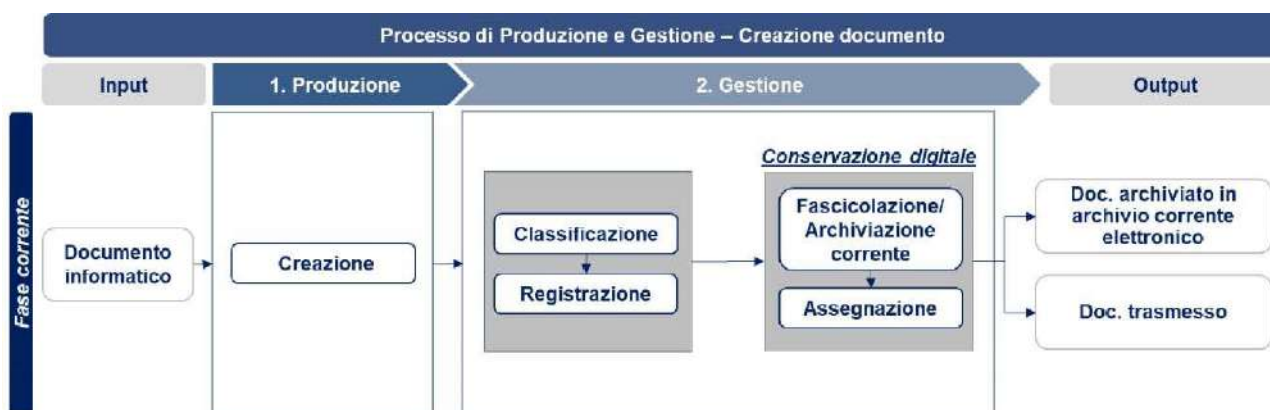 Processo di Produzione e Gestione – Creazione documento
Input
1. Produzione
2. Gestione
Output
Fase corrente
Documento
informatico
Creazione
Classificazione
Registrazione
Conservazione digitale
Fascicolazione/
Archiviazione
corrente
Assegnazione
Doc. archiviato in
archivio corrente
elettronico
Doc. trasmesso